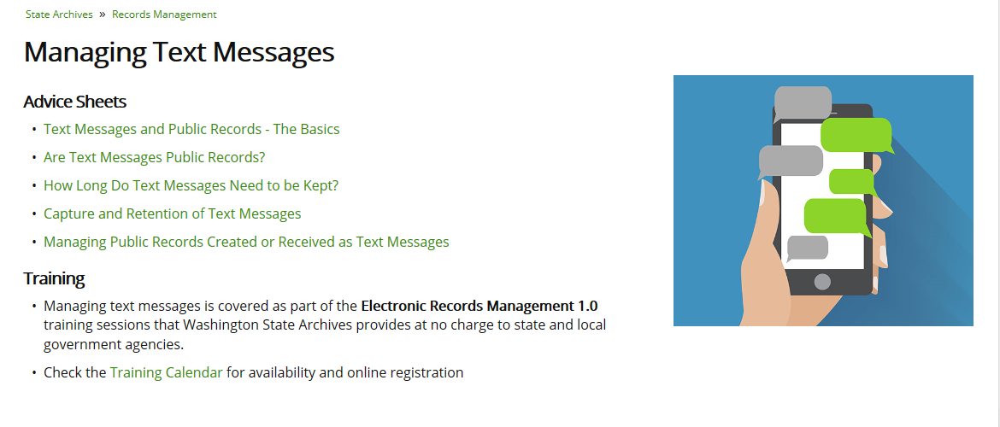 State Archives » Records Management
Managing Text Messages
Advice Sheets
• Text Messages and Public Records - The Basics
• Are Text Messages Public Records?
• How Long Do Text Messages Need to be Kept?
• Capture and Retention of Text Messages
• Managing Public Records Created or Received as Text Messages
Training
• Managing text messages is covered as part of the Electronic Records Management 1.0
training sessions that Washington State Archives provides at no charge to state and local
government agencies.
• Check the Training Calendar for availability and online registration